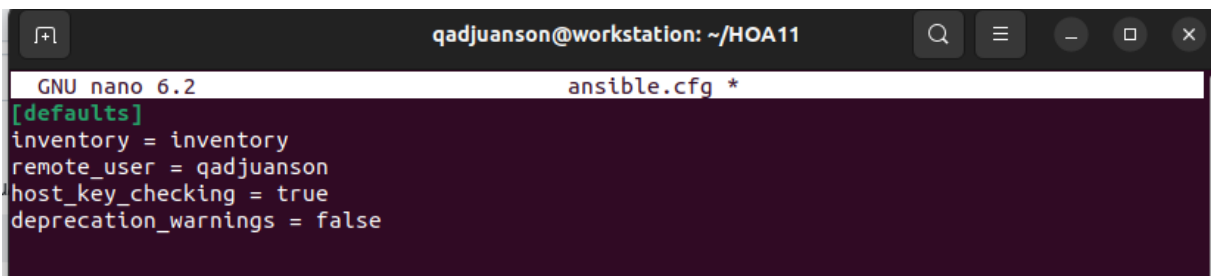 qadjuanson@workstation: ~/HOA11
GNU nano 6.2 ansible.cfg *
[defaults]
inventory = inventory
remote_user = qadjuanson
host_key_checking = true
deprecation_warnings = false